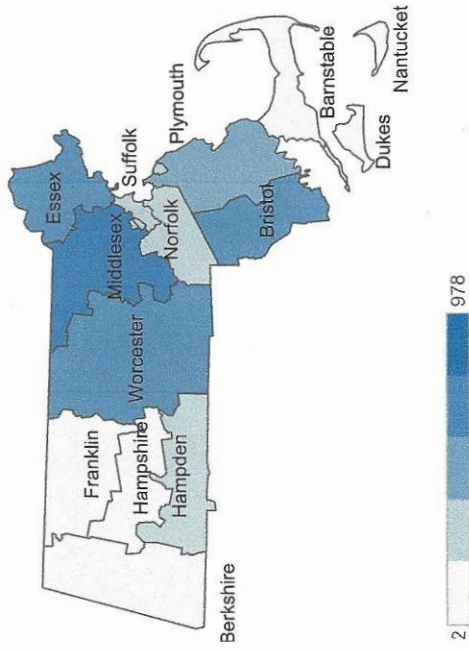 Essex
Middlesex
Suffolk
Franklin
Worcester
Hampshire
Hampden
Norfolk
Plymouth
Berkshire
Bristol
Barnstable
Dukes
Nantucket
2
978